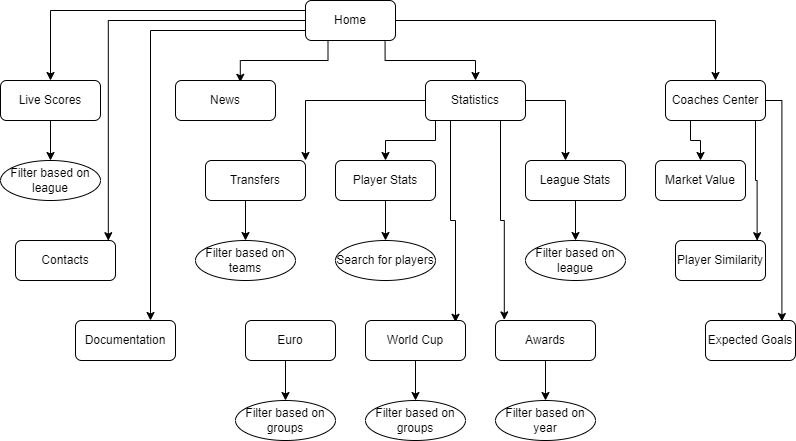 Home
Live Scores
News
Statistics
Coaches Center
Filter based on
league
Transfers
Player Stats
League Stats
Market Value
Contacts
Filter based on
teams
Search for players
Filter based on
league
Player Similarity
Documentation
Euro
World Cup
Awards
Expected Goals
Filter based on
groups
Filter based on
groups
Filter based on
year